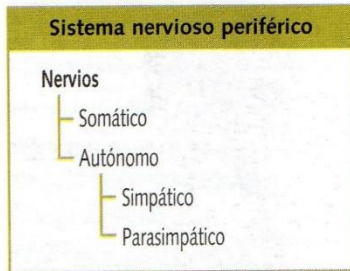 Sistema nervioso periférico
Nervios
Somático
Autónomo
Simpático
Parasimpático